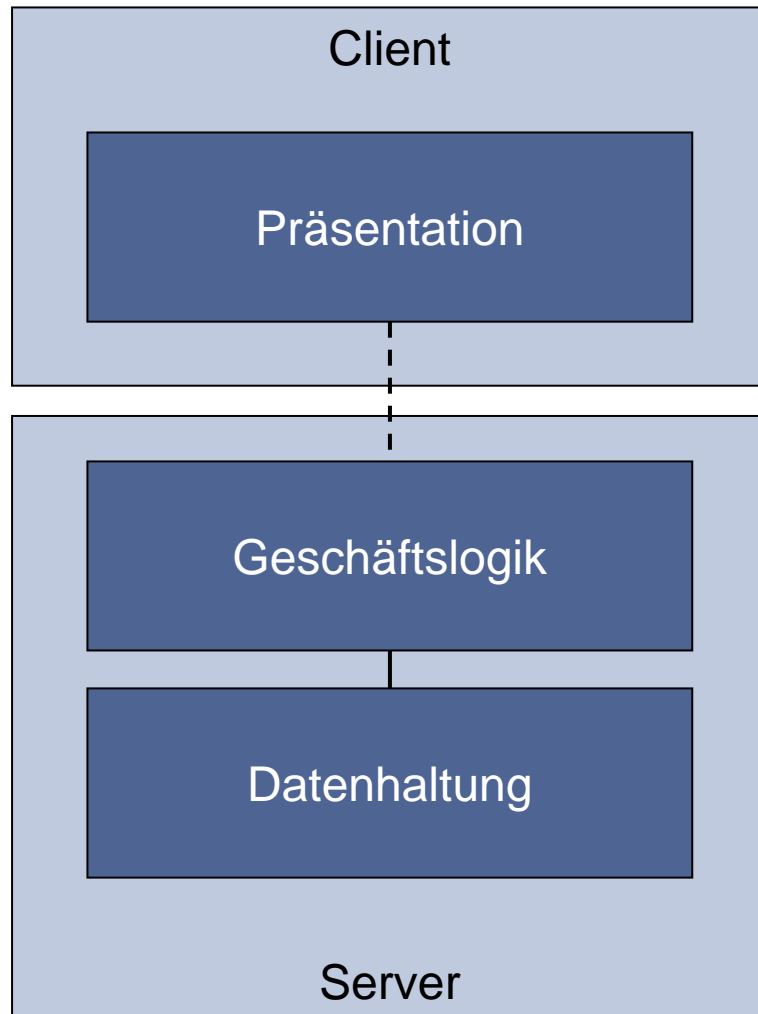 Client
Präsentation
Geschäftslogik
Datenhaltung
Server